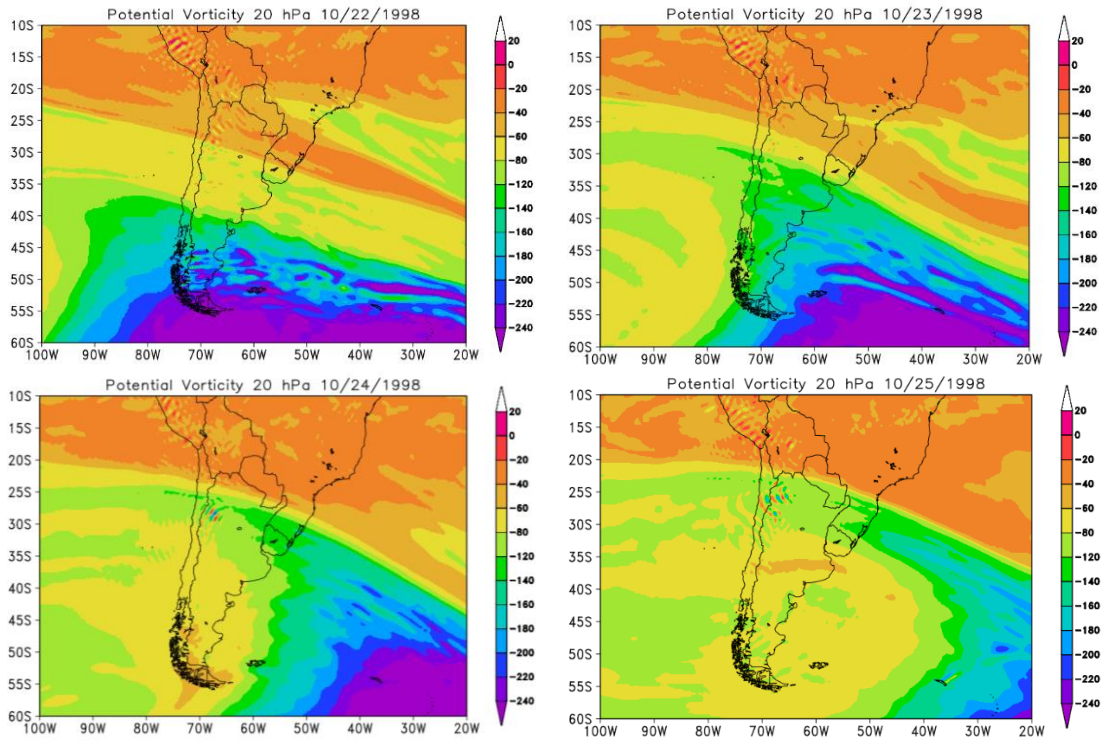 Potential Vorticity 20 hPa 10/22/1998
10S
15S
20S
25S
30S
35S
40S
45S
50S
55S
60S
100W 90W 80W 70W 60W 50W 40W 30W 20W
20
0
-20
-40
-60
-80
-120
-140
-160
-180
-200
-220
-240
Potential Vorticity 20 hPa 10/23/1998
10S
15S
20S
25S
30S
35S
40S
45S
50S
55S
60S
100W 90W 80W 70W 60W 50W 40W 30W 20W
20
0
-20
-40
-60
-80
-120
-140
-160
-180
-200
-220
-240
Potential Vorticity 20 hPa 10/24/1998
10S
15S
20S
25S
30S
35S
40S
45S
50S
55S
60S
100W 90W 80W 70W 60W 50W 40W 30W 20W
20
0
-20
-40
-60
-80
-120
-140
-160
-180
-200
-220
-240
Potential Vorticity 20 hPa 10/25/1998
10S
15S
20S
25S
30S
35S
40S
45S
50S
55S
60S
100W 90W 80W 70W 60W 50W 40W 30W 20W
20
0
-20
-40
-60
-80
-120
-140
-160
-180
-200
-220
-240